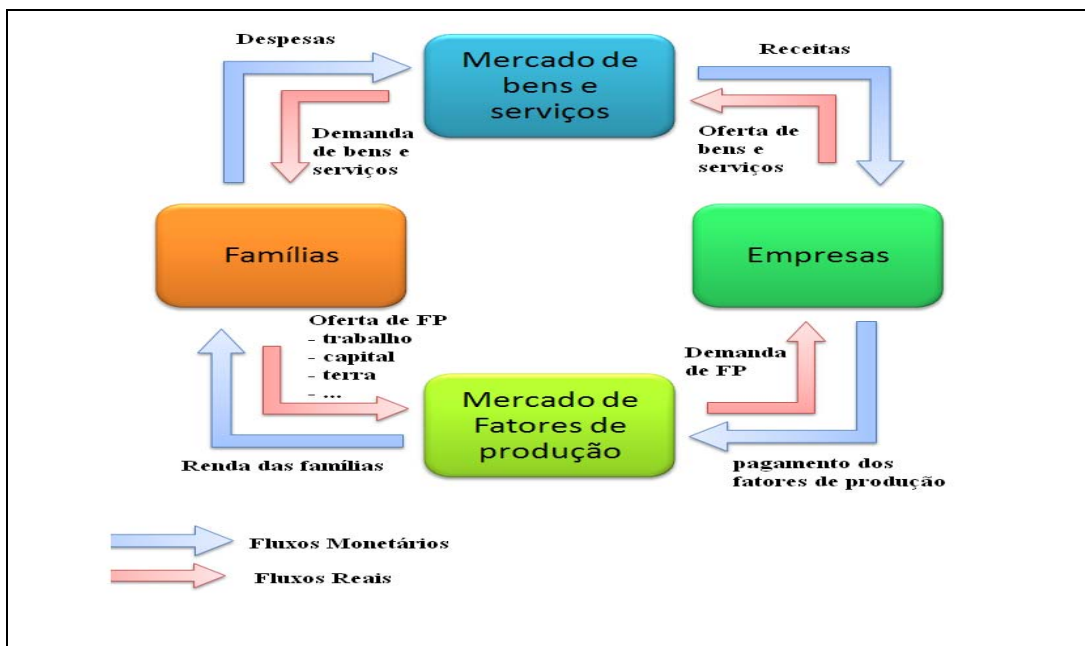 Despesas
Mercado de
bens e
serviços
Receitas
Demanda
de bens e
serviços
Oferta de
bens e
serviços
Famílias
Empresas
Oferta de FP
- trabalho
- capital
- terra
- ...
Demanda
de FP
Mercado de
Fatores de
produção
Renda das famílias
pagamento dos
fatores de produção
Fluxos Monetários
Fluxos Reais